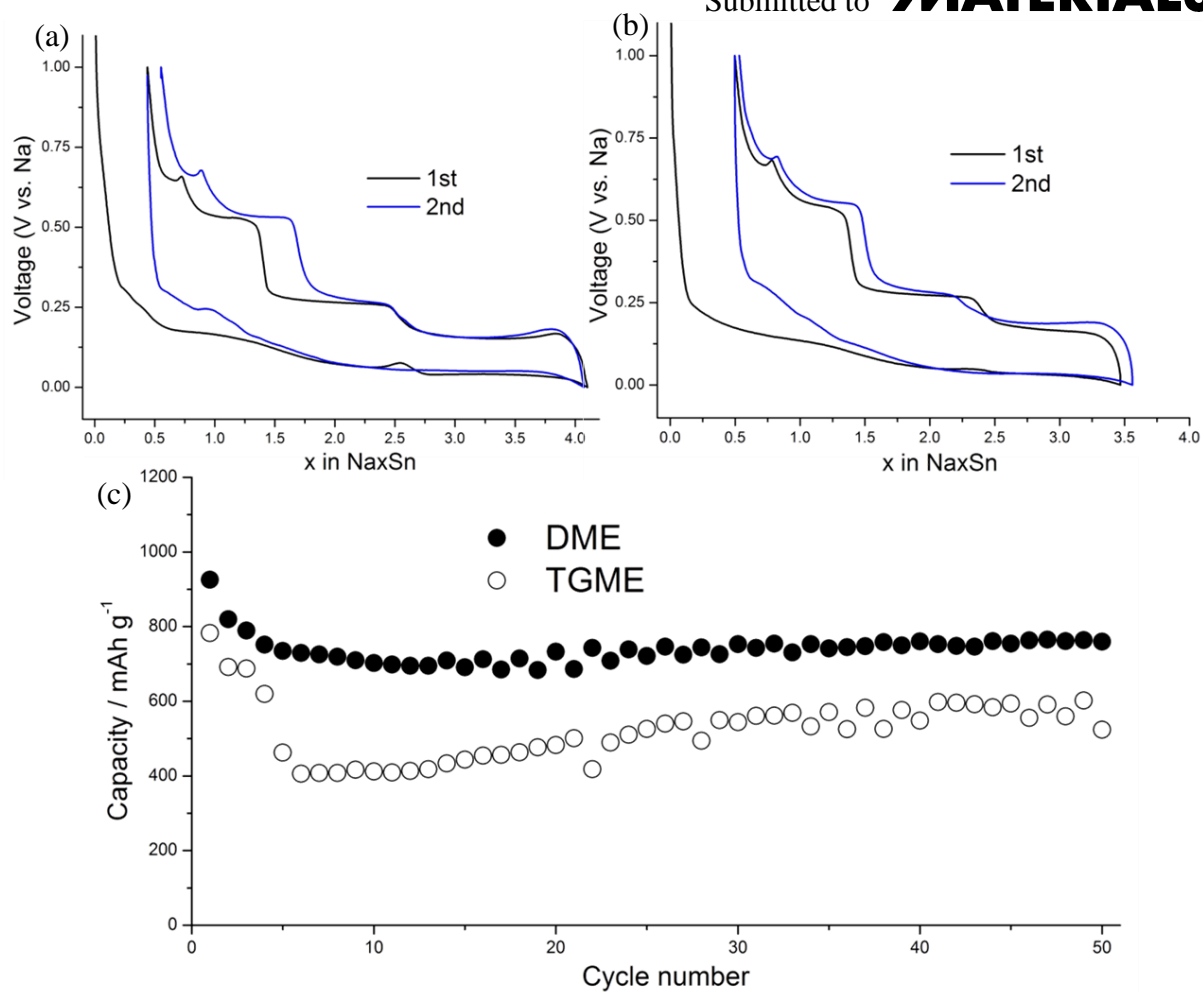 Submitted to MATERIALS
(a)
1.00
0.75
0.50
0.25
0.00
Voltage (V vs. Na)
1st
2nd
0.0 0.5 1.0 1.5 2.0 2.5 3.0 3.5 4.0
x in NaxSn
(b)
1.00
0.75
0.50
0.25
0.00
Voltage (V vs. Na)
1st
2nd
0.0 0.5 1.0 1.5 2.0 2.5 3.0 3.5 4.0
x in NaxSn
(c)
1200
1000
800
600
400
200
0
Capacity / mAh g⁻¹
DME
TGME
0 10 20 30 40 50
Cycle number